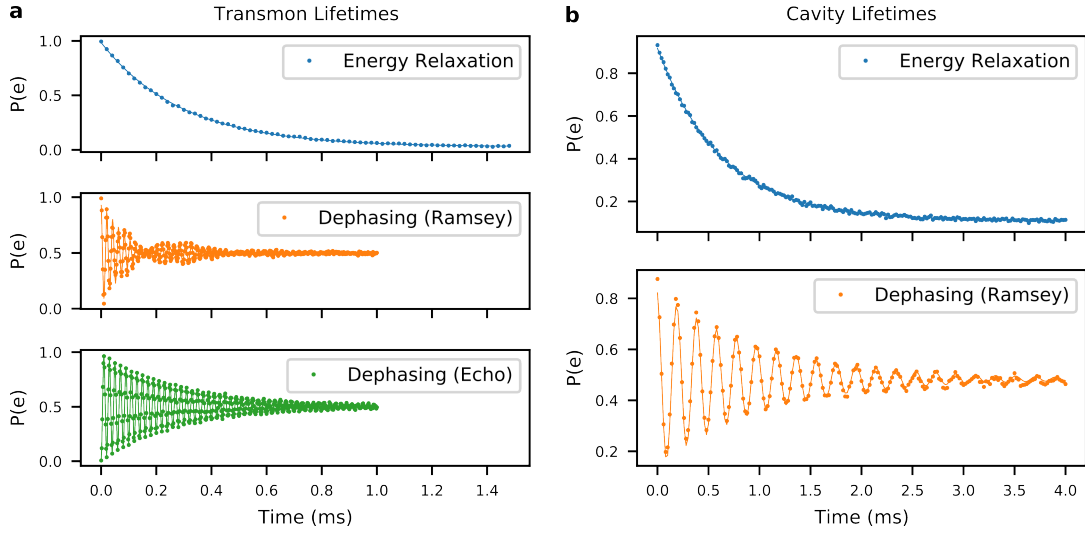 a
Transmon Lifetimes
1.0
0.5
0.0
P(e)
Energy Relaxation
1.0
0.5
0.0
P(e)
Dephasing (Ramsey)
1.0
0.5
0.0
P(e)
Dephasing (Echo)
0.0 0.2 0.4 0.6 0.8 1.0 1.2 1.4
Time (ms)
b
Cavity Lifetimes
0.8
0.6
0.4
0.2
P(e)
Energy Relaxation
0.8
0.6
0.4
0.2
P(e)
Dephasing (Ramsey)
0.0 0.5 1.0 1.5 2.0 2.5 3.0 3.5 4.0
Time (ms)